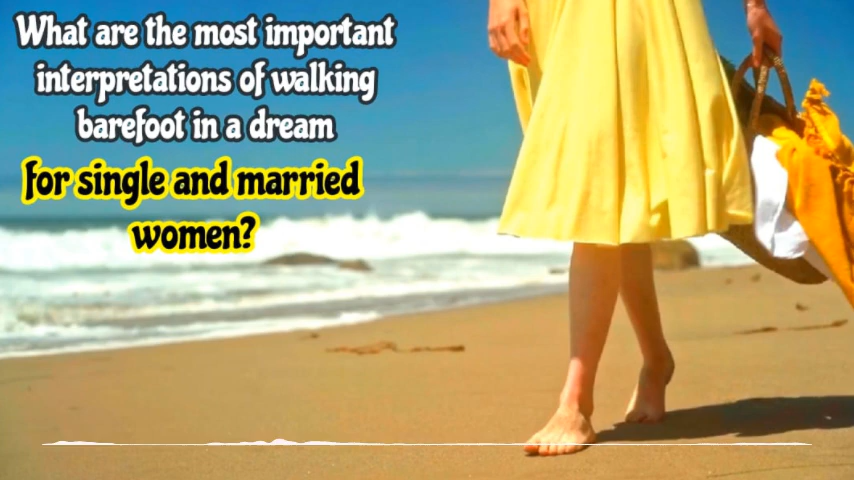 What are the most important
interpretations of walking
barefoot in a dream
for single and married
women?